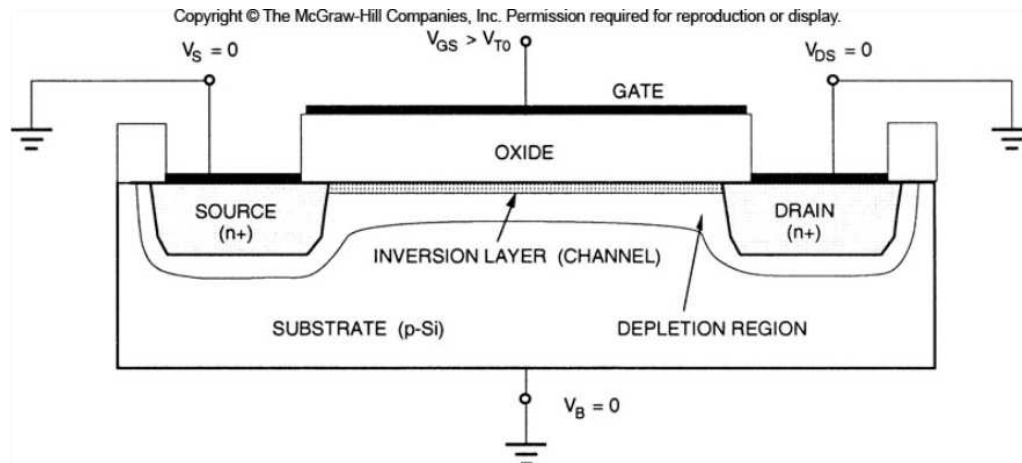 Copyright © The McGraw-Hill Companies, Inc. Permission required for reproduction or display.
V_S = 0
V_GS > V_T0
V_DS = 0
GATE
OXIDE
SOURCE
(n+)
DRAIN
(n+)
INVERSION LAYER (CHANNEL)
SUBSTRATE (p-Si)
DEPLETION REGION
V_B = 0